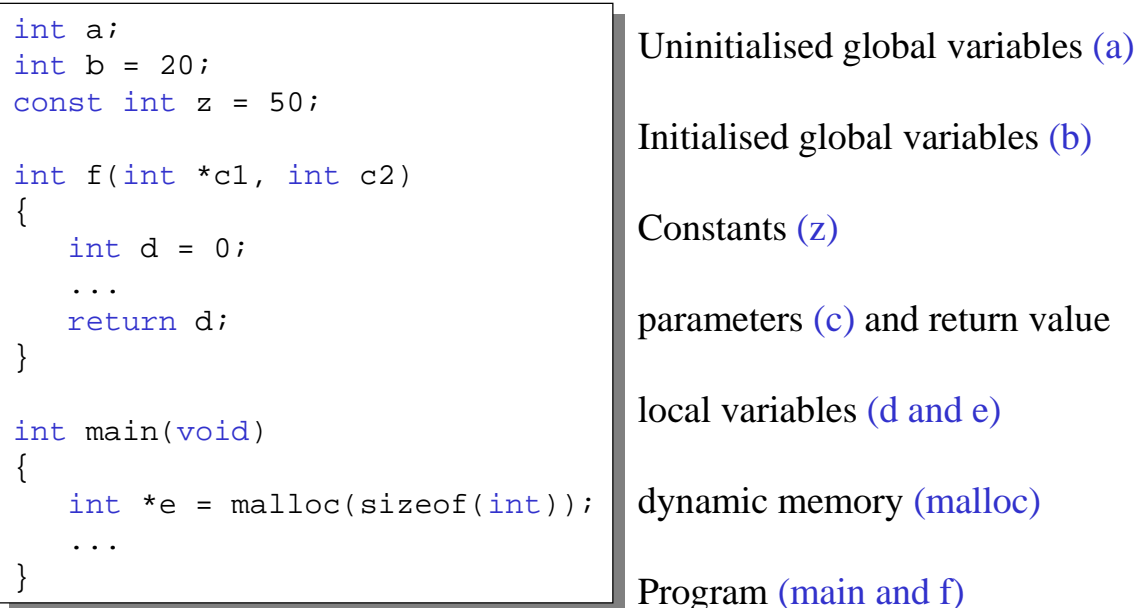 int a;
int b = 20;
const int z = 50;
int f(int *c1, int c2)
{
int d = 0;
...
return d;
}
int main(void)
{
int *e = malloc(sizeof(int));
...
}
Uninitialised global variables (a)
Initialised global variables (b)
Constants (z)
parameters (c) and return value
local variables (d and e)
dynamic memory (malloc)
Program (main and f)